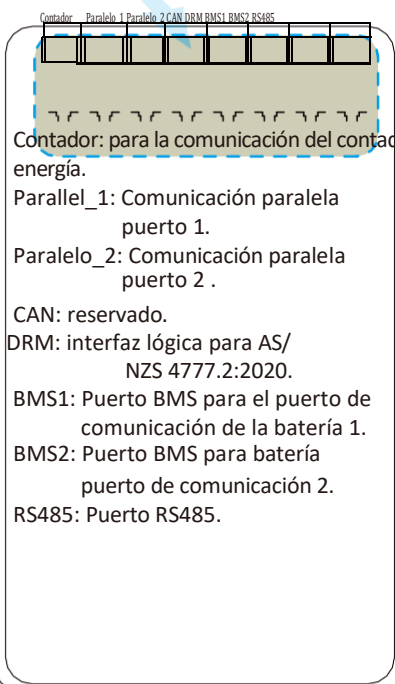 Contador Paralelo 1 Paralelo 2 CAN DRM BMS1 BMS2 RS485
Contador: para la comunicación del contad
energía.
Parallel_1: Comunicación paralela
puerto 1.
Paralelo_2: Comunicación paralela
puerto 2 .
CAN: reservado.
DRM: interfaz lógica para AS/
NZS 4777.2:2020.
BMS1: Puerto BMS para el puerto de
comunicación de la batería 1.
BMS2: Puerto BMS para batería
puerto de comunicación 2.
RS485: Puerto RS485.